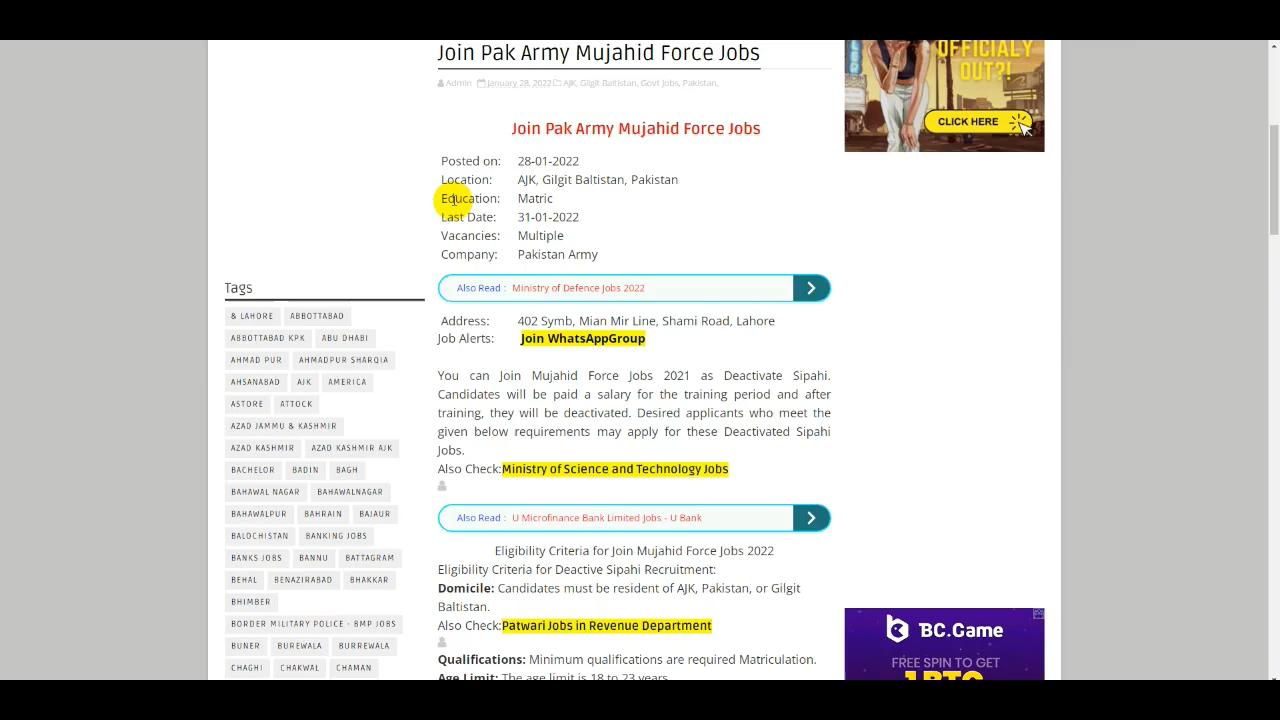 Join Pak Army Mujahid Force Jobs
Admin January 28, 2022 AJK, Gilgit Baltistan, Govt Jobs, Pakistan,
Join Pak Army Mujahid Force Jobs
Posted on: 28-01-2022
Location: AJK, Gilgit Baltistan, Pakistan
Education: Matric
Last Date: 31-01-2022
Vacancies: Multiple
Company: Pakistan Army
Also Read : Ministry of Defence Jobs 2022
Address: 402 Symb, Mian Mir Line, Shami Road, Lahore
Job Alerts: Join WhatsAppGroup
You can Join Mujahid Force Jobs 2021 as Deactivate Sipahi.
Candidates will be paid a salary for the training period and after
training, they will be deactivated. Desired applicants who meet the
given below requirements may apply for these Deactivated Sipahi
Jobs.
Also Check:Ministry of Science and Technology Jobs
Also Read : U Microfinance Bank Limited Jobs - U Bank
Eligibility Criteria for Join Mujahid Force Jobs 2022
Eligibility Criteria for Deactive Sipahi Recruitment:
Domicile: Candidates must be resident of AJK, Pakistan, or Gilgit
Baltistan.
Also Check:Patwari Jobs in Revenue Department
Qualifications: Minimum qualifications are required Matriculation.
Age Limit: The age limit is 18 to 23 years
Tags
& LAHORE ABBOTTABAD
ABBOTTABAD KPK ABU DHABI
AHMAD PUR AHMADPUR SHARQIA
AHSANABAD AJK AMERICA
ASTORE ATTOCK
AZAD JAMMU & KASHMIR
AZAD KASHMIR AZAD KASHMIR AJK
BACHELOR BADIN BAGH
BAHAWAL NAGAR BAHAWALNAGAR
BAHAWALPUR BAHRAIN BAJAUR
BALOCHISTAN BANKING JOBS
BANKS JOBS BANNU BATTAGRAM
BEHAL BENAZIRABAD BHAKKAR
BHIMBER
BORDER MILITARY POLCE - BMP JOBS
BUNER BUREWALA BURREWALA
CHAGHI CHAKWAL CHAMAN
OFFICIALY
OUT?!
CLICK HERE
BC.Game
FREE SPIN TO GET
1 BTC